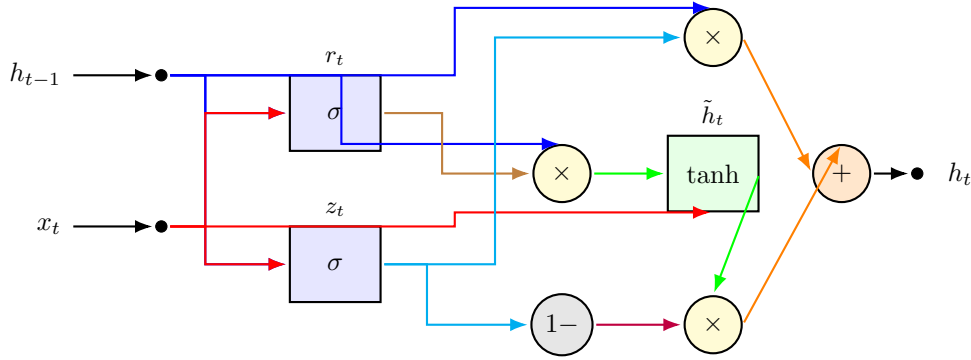 ×
h_{t−1}
r_t
σ
h̃_t
×
tanh
+
h_t
x_t
z_t
σ
1−
×